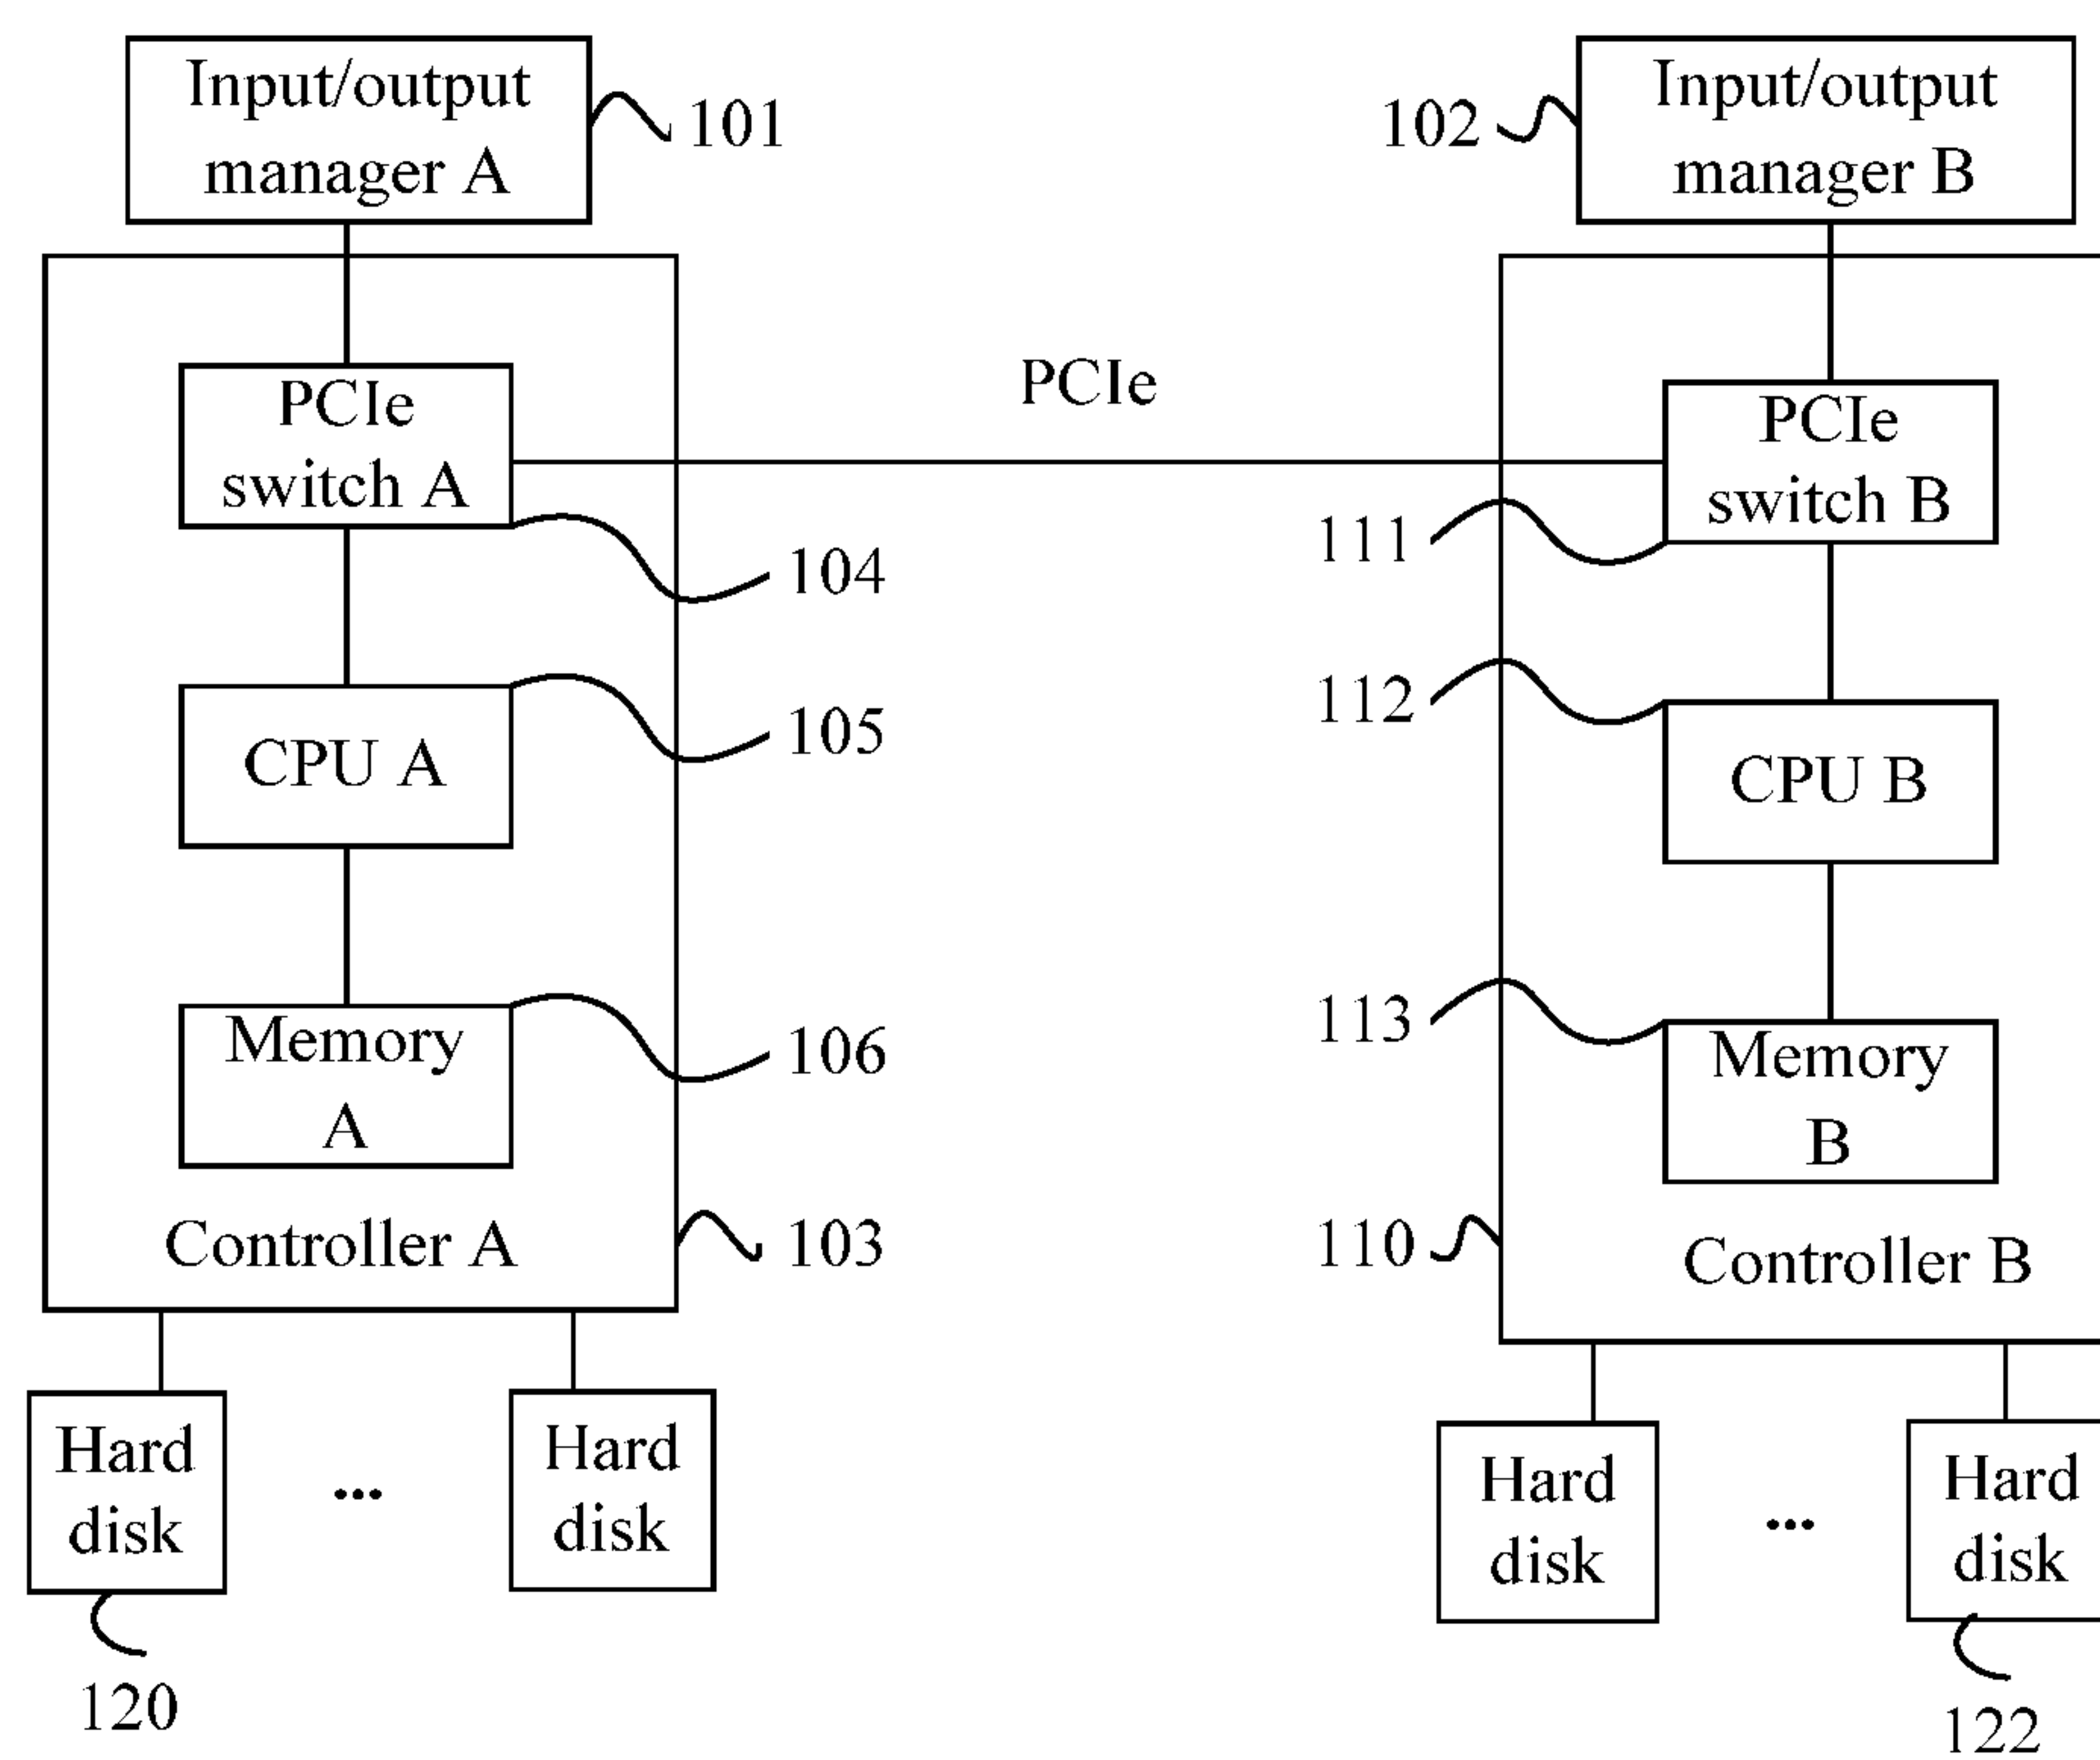 Input/output
manager A
101
102
Input/output
manager B
PCIe
switch A
PCIe
PCIe
switch B
104
111
CPU A
105
112
CPU B
Memory
A
106
113
Memory
B
Controller A
103
110
Controller B
Hard
disk
...
Hard
disk
Hard
disk
...
Hard
disk
120
122